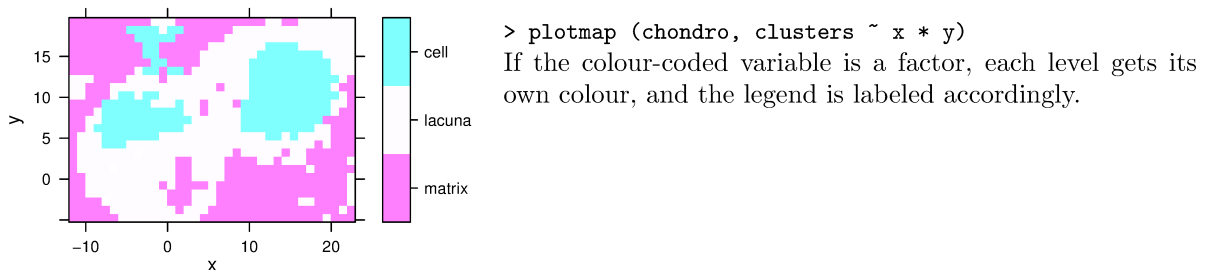 > plotmap (chondro, clusters ~ x * y)
If the colour-coded variable is a factor, each level gets its
own colour, and the legend is labeled accordingly.
15
10
5
0
y
−10
0
10
20
x
cell
lacuna
matrix